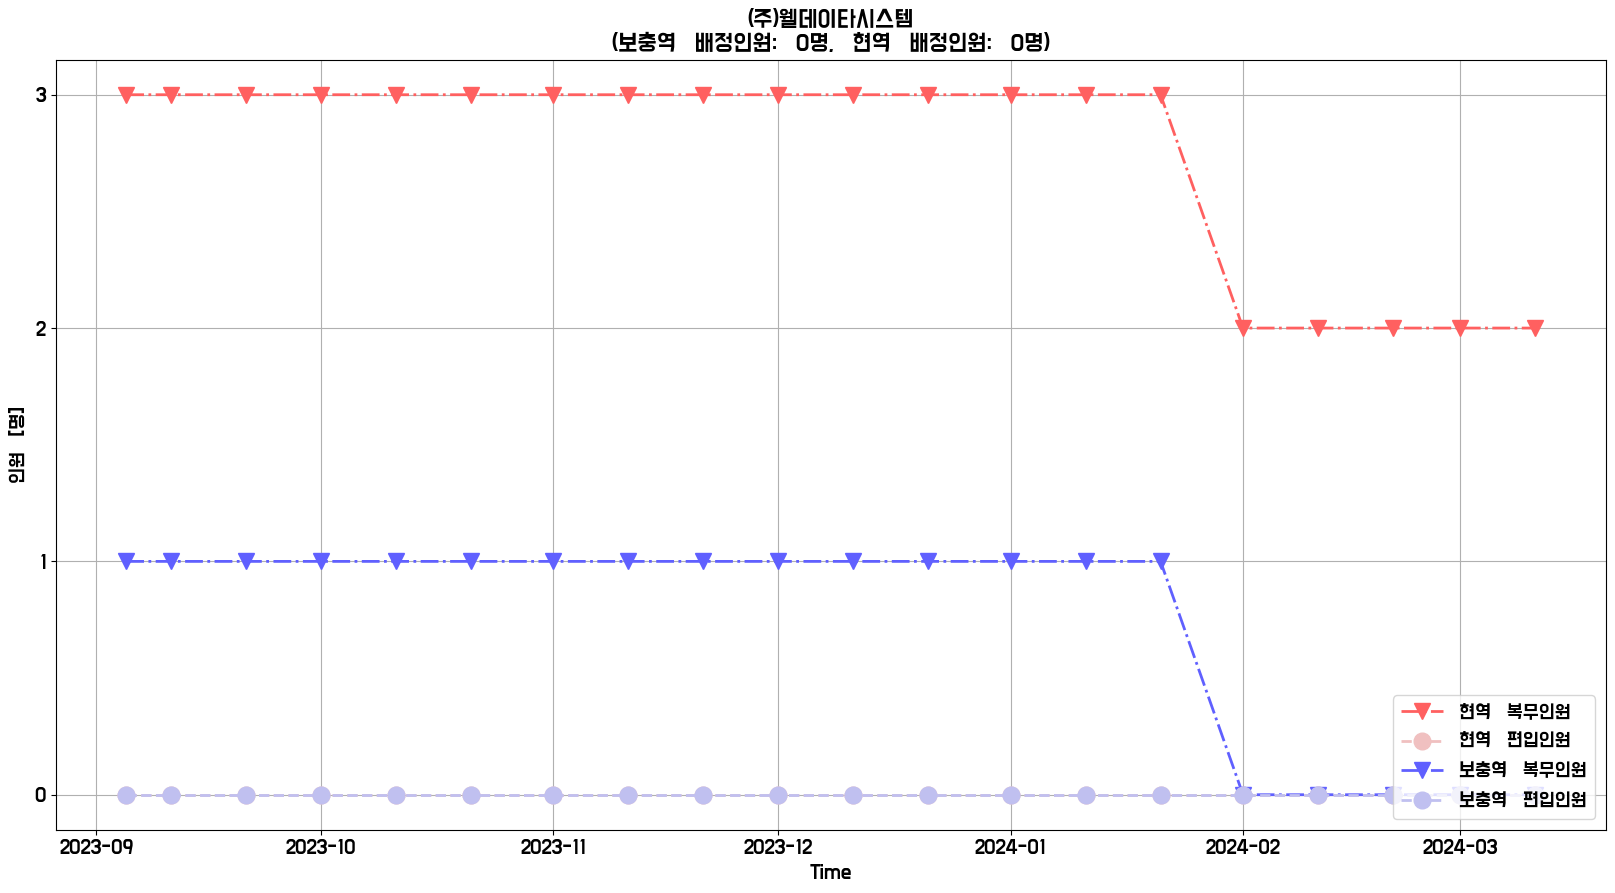 (주)웰데이타시스템
(보충역 배정인원: 0명, 현역 배정인원: 0명)
인원 [명]
3
2
1
0
2023-09 2023-10 2023-11 2023-12 2024-01 2024-02 2024-03
Time
현역 복무인원
현역 편입인원
보충역 복무인원
보충역 편입인원